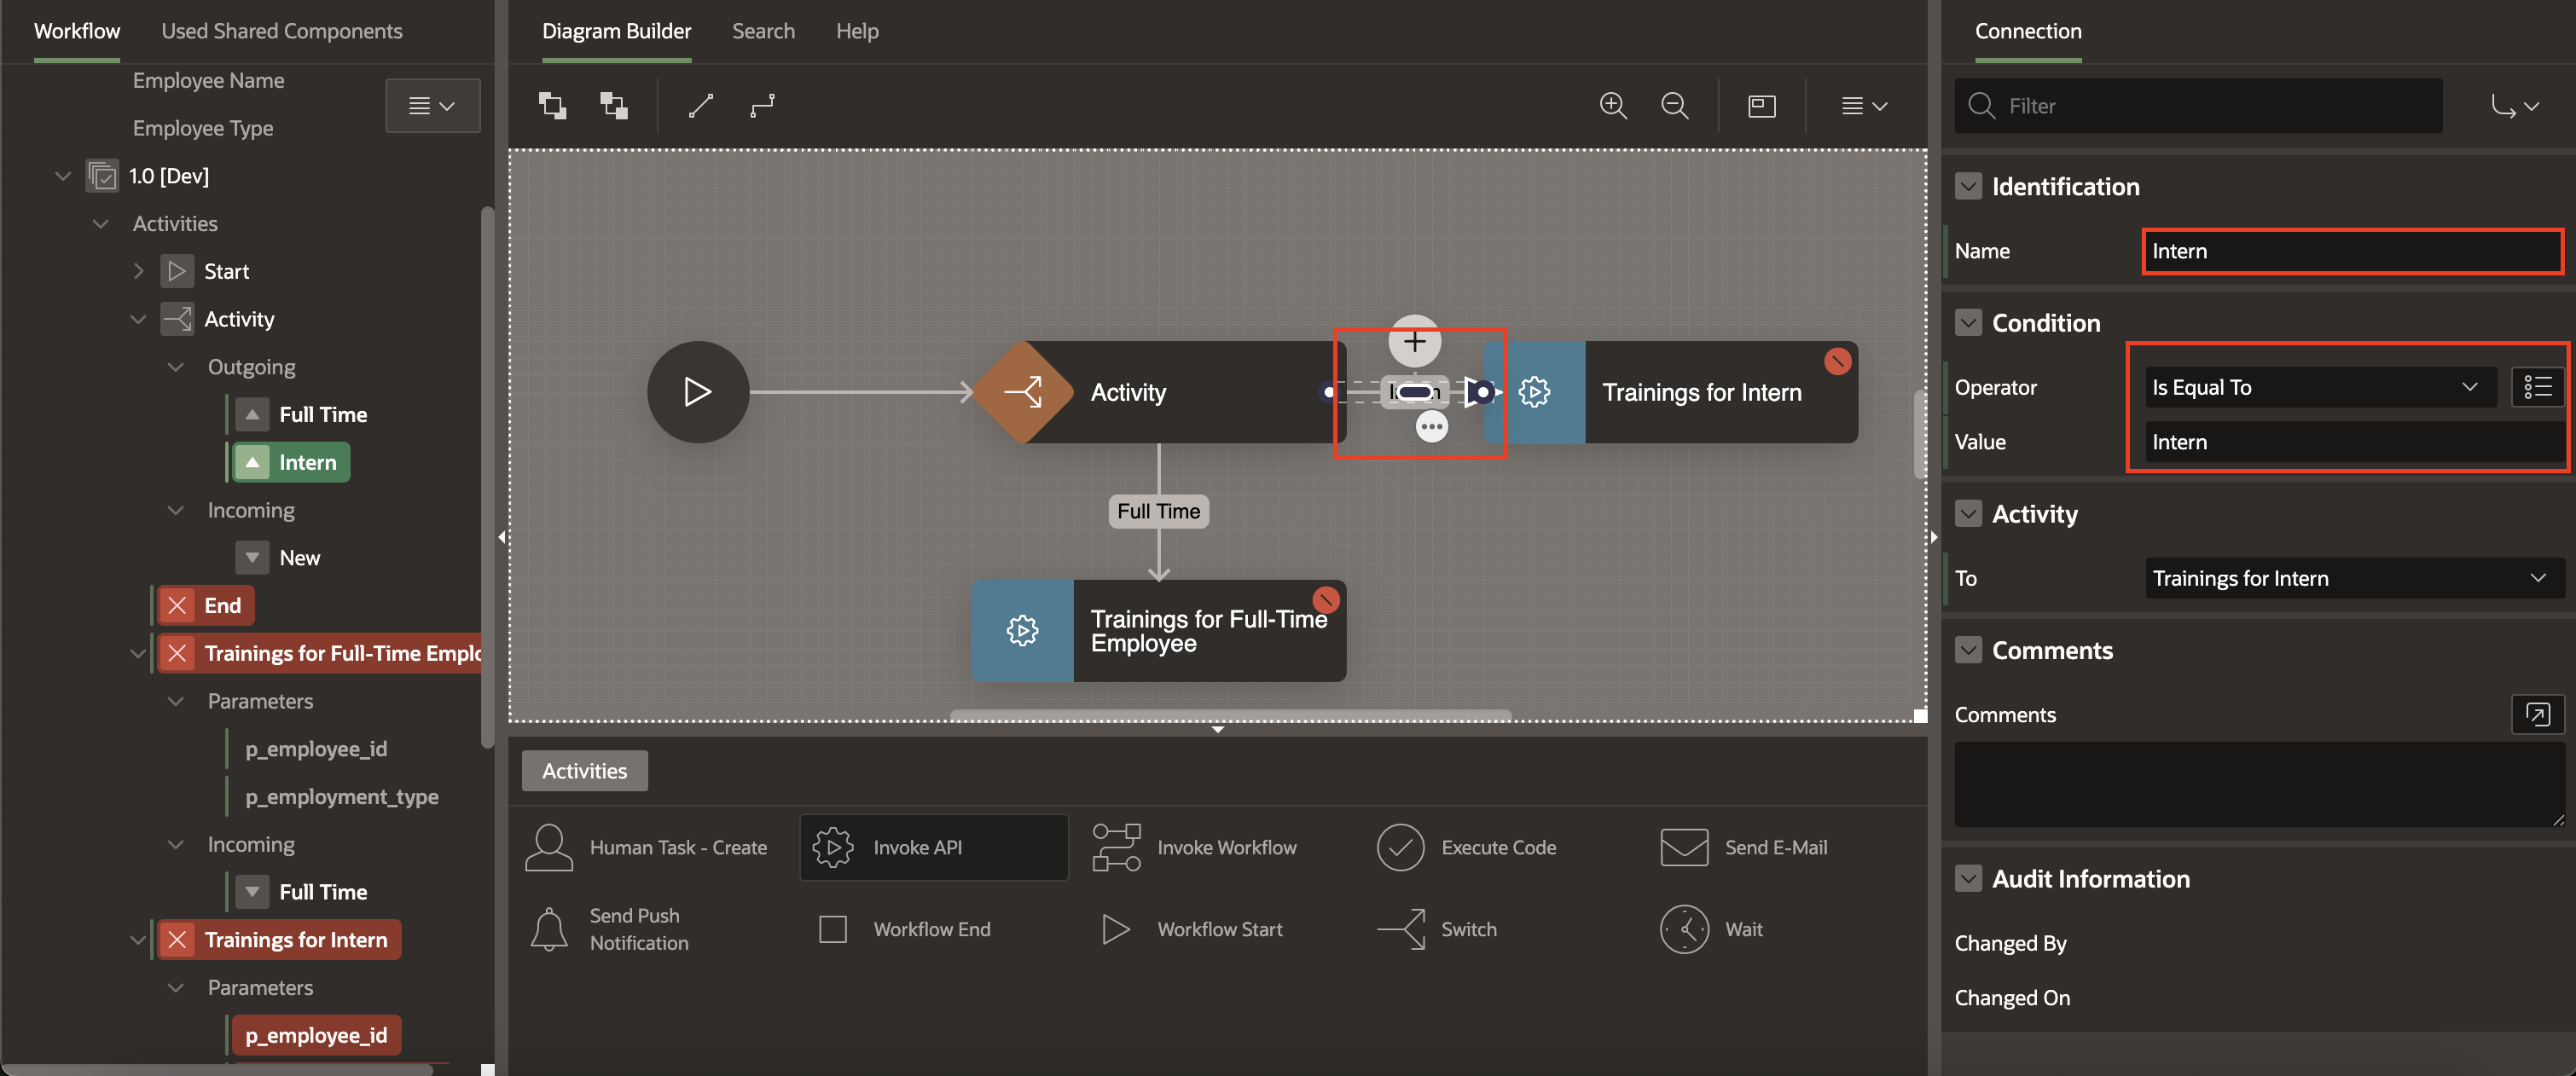 Workflow
Used Shared Components
Employee Name
Employee Type
1.0 [Dev]
Activities
Start
Activity
Outgoing
Full Time
Intern
Incoming
New
End
Trainings for Full-Time Emplo
Parameters
p_employee_id
p_employment_type
Incoming
Full Time
Trainings for Intern
Parameters
p_employee_id
Diagram Builder
Search
Help
Activity
Trainings for Intern
Full Time
Trainings for Full-Time
Employee
Activities
Human Task - Create
Invoke API
Invoke Workflow
Execute Code
Send E-Mail
Send Push
Notification
Workflow End
Workflow Start
Switch
Wait
Connection
Filter
Identification
Name
Intern
Condition
Operator
Is Equal To
Value
Intern
Activity
To
Trainings for Intern
Comments
Comments
Audit Information
Changed By
Changed On